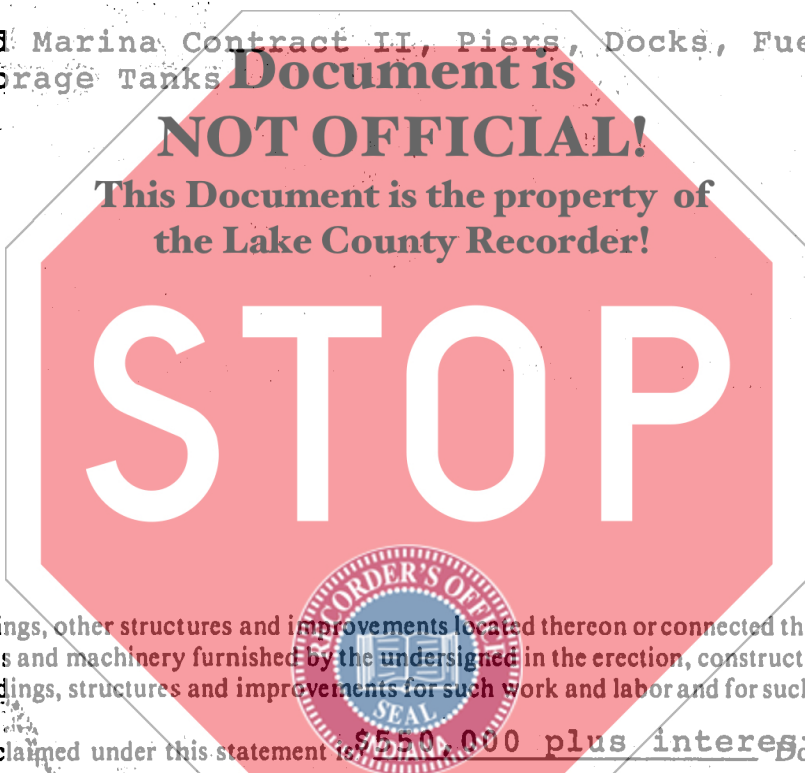 d Marina Contract II, Piers, Docks, Fue
orage Tanks
Document is
NOT OFFICIAL!
This Document is the property of
the Lake County Recorder!
STOP
RECORDER'S OFFICE
ings, other structures and improvements located thereon or connected th
s and machinery furnished by the undersigned in the erection, construct
dings, structures and improvements for such work and labor and for such
SEAL
claimed under this statement is $550,000 plus interes Do
INDIANA